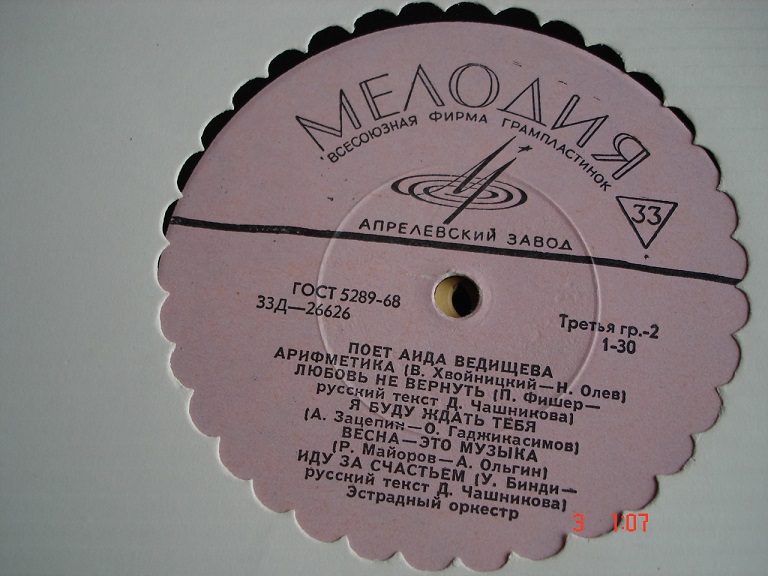 МЕЛОДИЯ
ВСЕСОЮЗНАЯ ФИРМА ГРАМПЛАСТИНОК
33
АПРЕЛЕВСКИЙ ЗАВОД
ГОСТ 5289-68
33Д—26626
Третья гр.-2
1-30
ПОЕТ АИДА ВЕДИЩЕВА
АРИФМЕТИКА (В. Хвойницкий—Н. Олев)
ЛЮБОВЬ НЕ ВЕРНУТЬ (П. Фишер—
русский текст Д. Чашникова)
Я БУДУ ЖДАТЬ ТЕБЯ
(А. Зацепин—О. Гаджикасимов)
ВЕСНА—ЭТО МУЗЫКА
(Р. Майоров—А. Ольгин)
ИДУ ЗА СЧАСТЬЕМ (У. Бинди—
русский текст Д. Чашникова)
Эстрадный оркестр
3 1:07